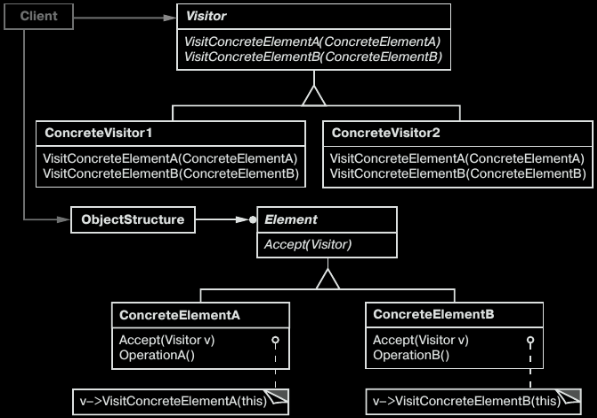 Client
Visitor
VisitConcreteElementA(ConcreteElementA)
VisitConcreteElementB(ConcreteElementB)
ConcreteVisitor1
VisitConcreteElementA(ConcreteElementA)
VisitConcreteElementB(ConcreteElementB)
ConcreteVisitor2
VisitConcreteElementA(ConcreteElementA)
VisitConcreteElementB(ConcreteElementB)
ObjectStructure
Element
Accept(Visitor)
ConcreteElementA
Accept(Visitor v)
OperationA()
v->VisitConcreteElementA(this)
ConcreteElementB
Accept(Visitor v)
OperationB()
v->VisitConcreteElementB(this)